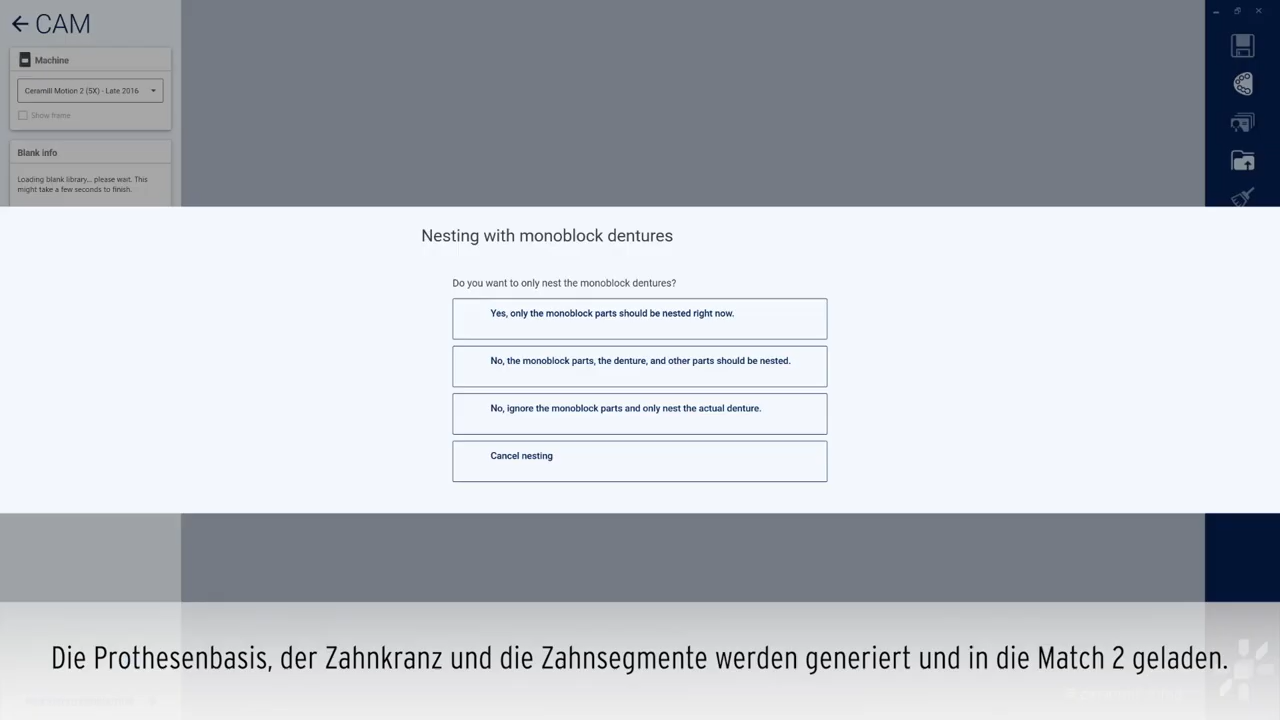 CAM
Machine
Ceramill Motion 2 (5X) - Late 2016
Show frame
Blank info
Loading blank library... please wait. This
might take a few seconds to finish.
Nesting with monoblock dentures
Do you want to only nest the monoblock dentures?
Yes, only the monoblock parts should be nested right now.
No, the monoblock parts, the denture, and other parts should be nested.
No, ignore the monoblock parts and only nest the actual denture.
Cancel nesting
Die Prothesenbasis, der Zahnkranz und die Zahnsegmente werden generiert und in die Match 2 geladen.